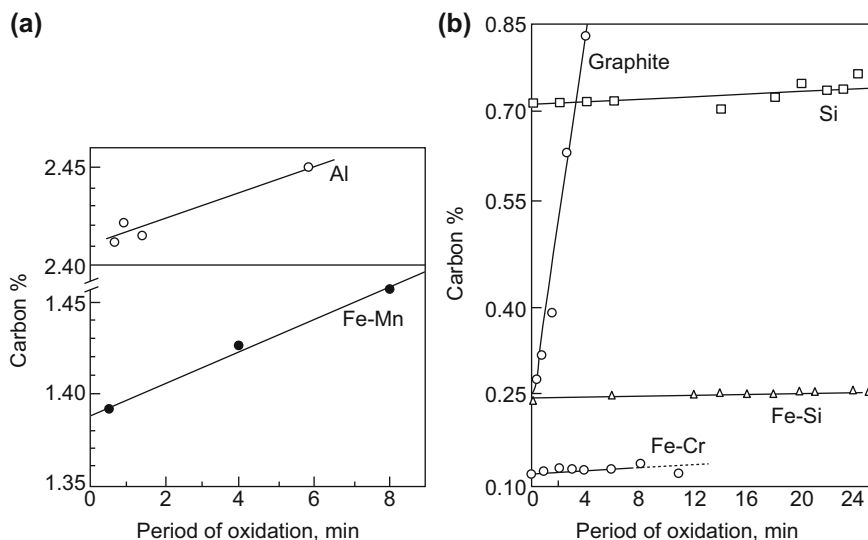 (a)
2.45
Al
2.40
Carbon %
1.45
Fe-Mn
1.40
1.35
0 2 4 6 8
Period of oxidation, min
(b)
0.85
Graphite
0.70
Si
0.55
Carbon %
0.40
0.25
Fe-Si
Fe-Cr
0.10
0 4 8 12 16 20 24
Period of oxidation, min